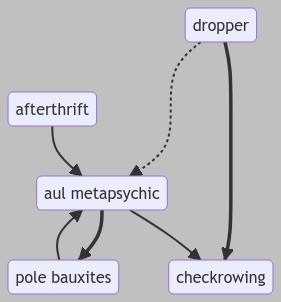 dropper
afterthrift
aul metapsychic
pole bauxites
checkrowing